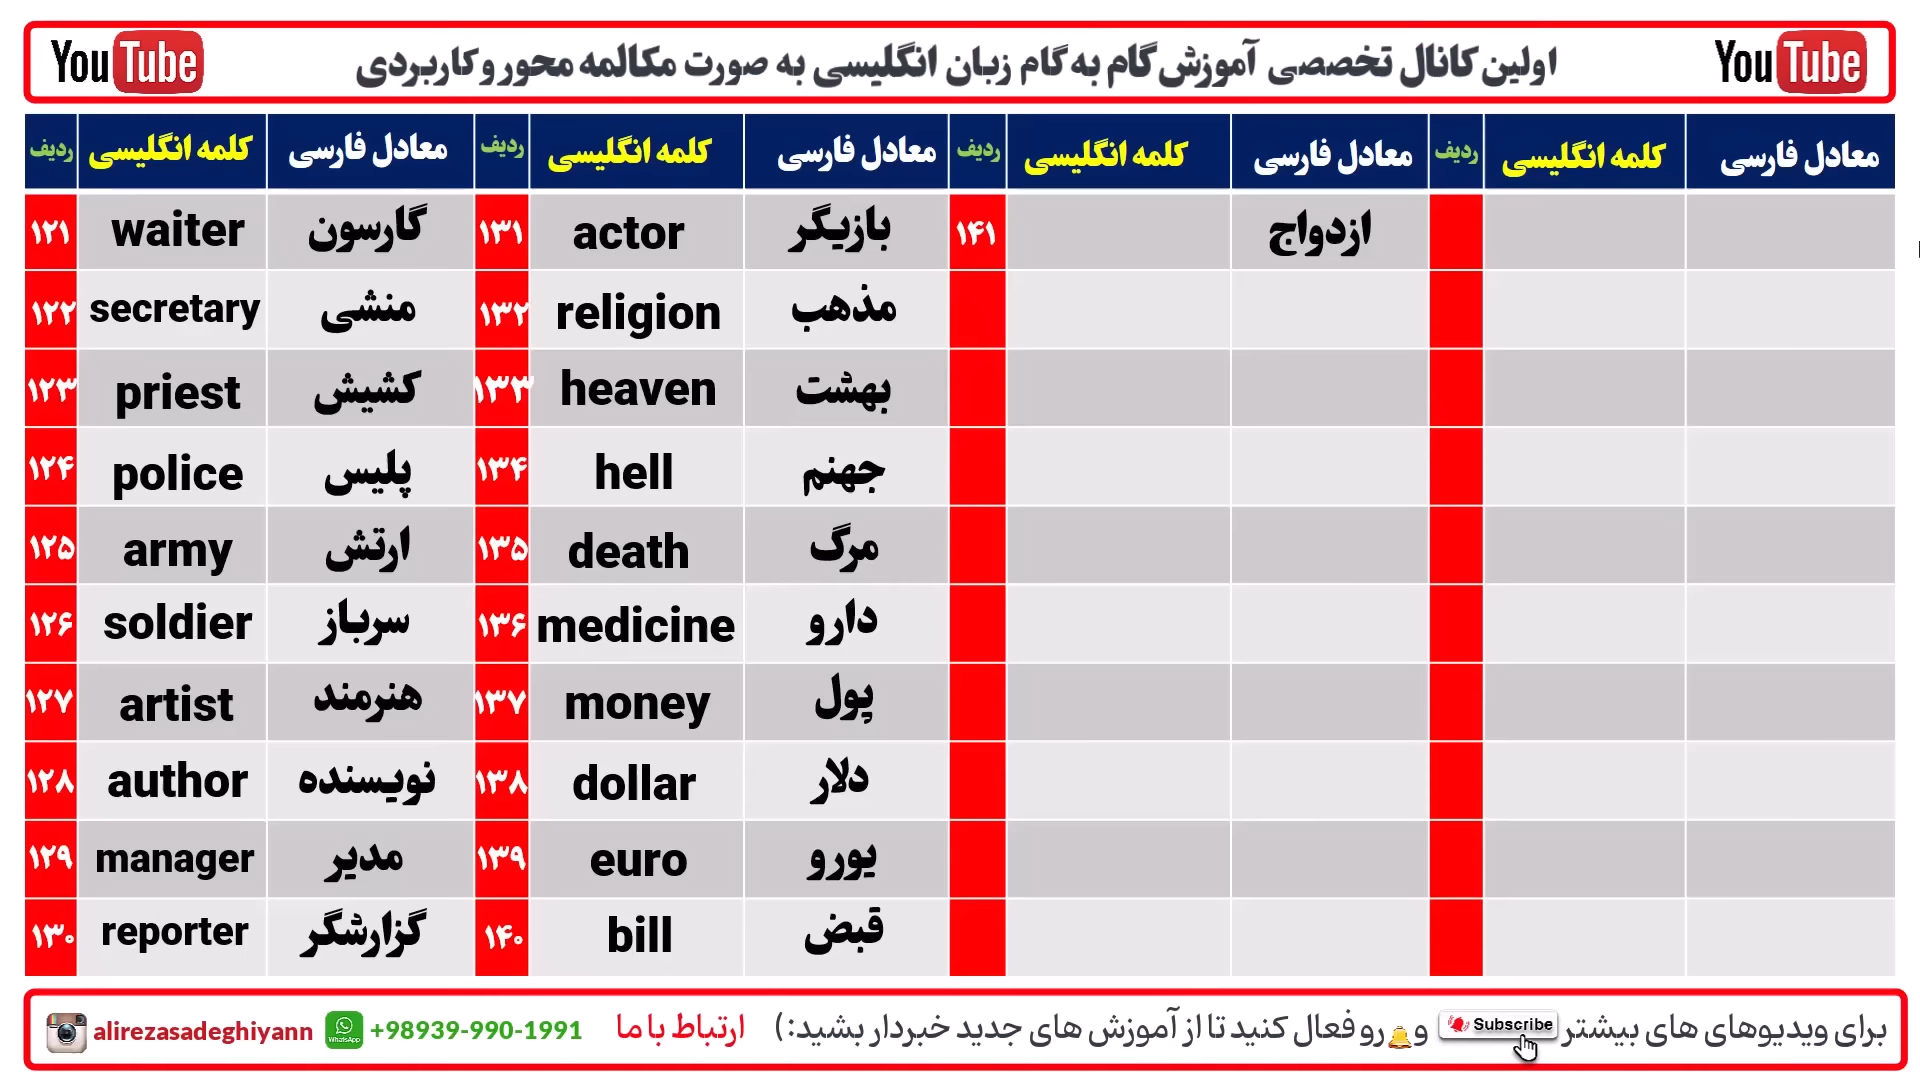 YouTube اولین کانال تخصصی آموزش گام به گام زبان انگلیسی به صورت مکالمه محور و کاربردی YouTube
ردیف کلمه انگلیسی معادل فارسی ردیف کلمه انگلیسی معادل فارسی ردیف کلمه انگلیسی معادل فارسی ردیف کلمه انگلیسی معادل فارسی
۱۲۱ waiter گارسون ۱۳۱ actor بازیگر ۱۴۱ ازدواج
۱۲۲ secretary منشی ۱۳۲ religion مذهب
۱۲۳ priest کشیش ۱۳۳ heaven بهشت
۱۲۴ police پلیس ۱۳۴ hell جهنم
۱۲۵ army ارتش ۱۳۵ death مرگ
۱۲۶ soldier سرباز ۱۳۶ medicine دارو
۱۲۷ artist هنرمند ۱۳۷ money پول
۱۲۸ author نویسنده ۱۳۸ dollar دلار
۱۲۹ manager مدیر ۱۳۹ euro یورو
۱۳۰ reporter گزارشگر ۱۴۰ bill قبض
برای ویدیوهای های بیشتر Subscribe و رو فعال کنید تا از آموزش های جدید خبردار بشید:) ارتباط با ما +98939-990-1991 WhatsApp alirezasadeghiyann